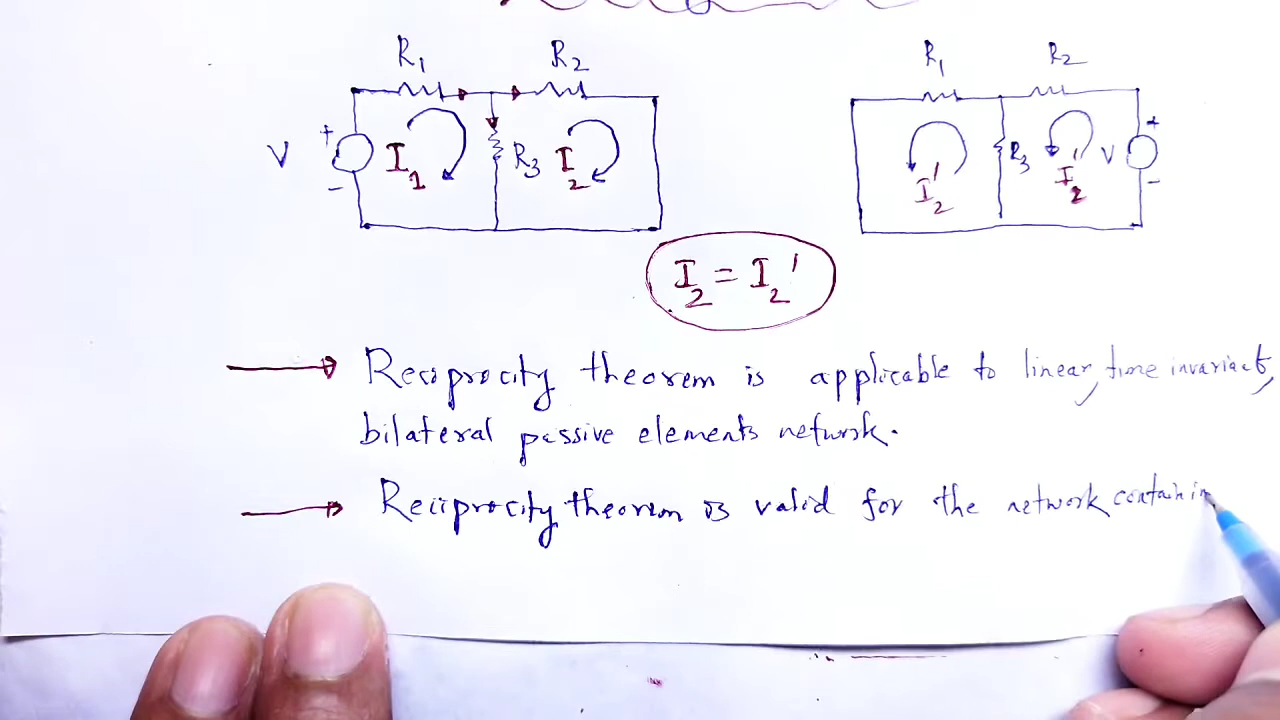 R1 R2 R1 R2
V + - I1 R3 I2 I2' R3 I2' V + -
I2 = I2'
Reciprocity theorem is applicable to linear, time invariant,
bilateral passive elements network.
Reciprocity theorem is valid for the network containin